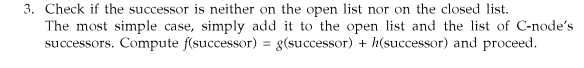 3. Check if the successor is neither on the open list nor on the closed list.
The most simple case, simply add it to the open list and the list of C-node's
successors. Compute f(successor) = g(successor) + h(successor) and proceed.